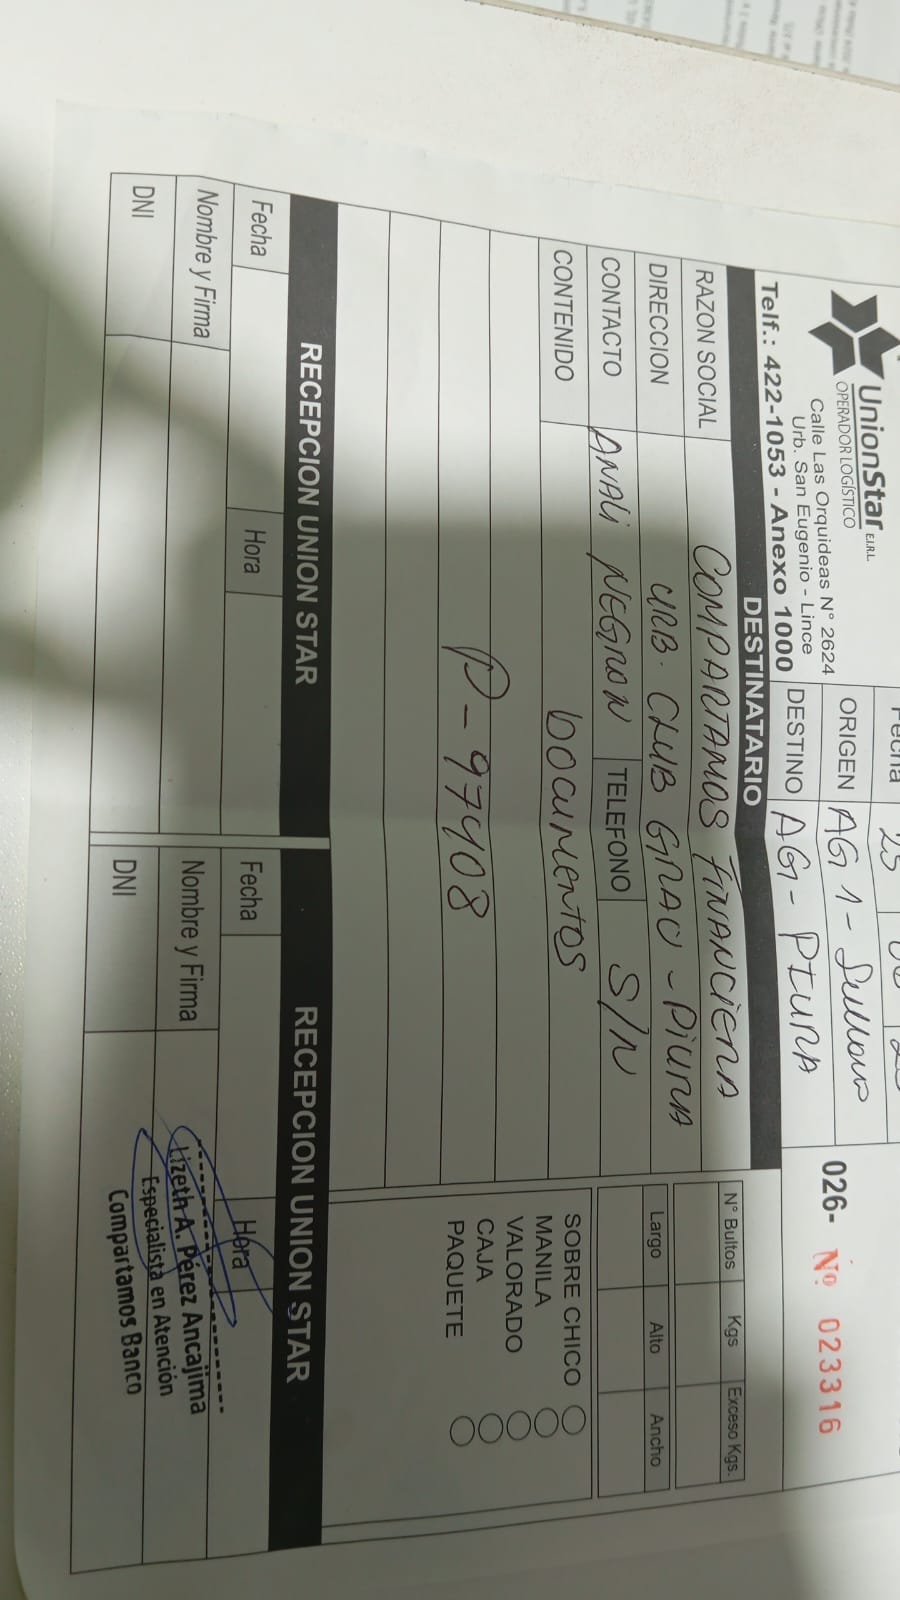 UnionStar E.I.R.L.
OPERADOR LOGÍSTICO
Calle Las Orquideas N° 2624
Urb. San Eugenio - Lince
Telf.: 422-1053 - Anexo 1000
Fecha 25
ORIGEN AG 1 - Sullana
DESTINO AG - PIURA
026- Nº 023316
DESTINATARIO
RAZON SOCIAL COMPARTAMOS FINANCIERA
DIRECCION URB. CLUB GRAU - PIURA
CONTACTO ANALI NEGRON TELEFONO S/N
CONTENIDO DOCUMENTOS
P-97408
N° Bultos Kgs Exceso Kgs.
Largo Alto Ancho
SOBRE CHICO
MANILA
VALORADO
CAJA
PAQUETE
RECEPCION UNION STAR
Fecha Hora
Nombre y Firma
DNI
RECEPCION UNION STAR
Fecha Hora
Nombre y Firma
DNI
Lizeth A. Pérez Ancajima
Especialista en Atención
Compartamos Banco